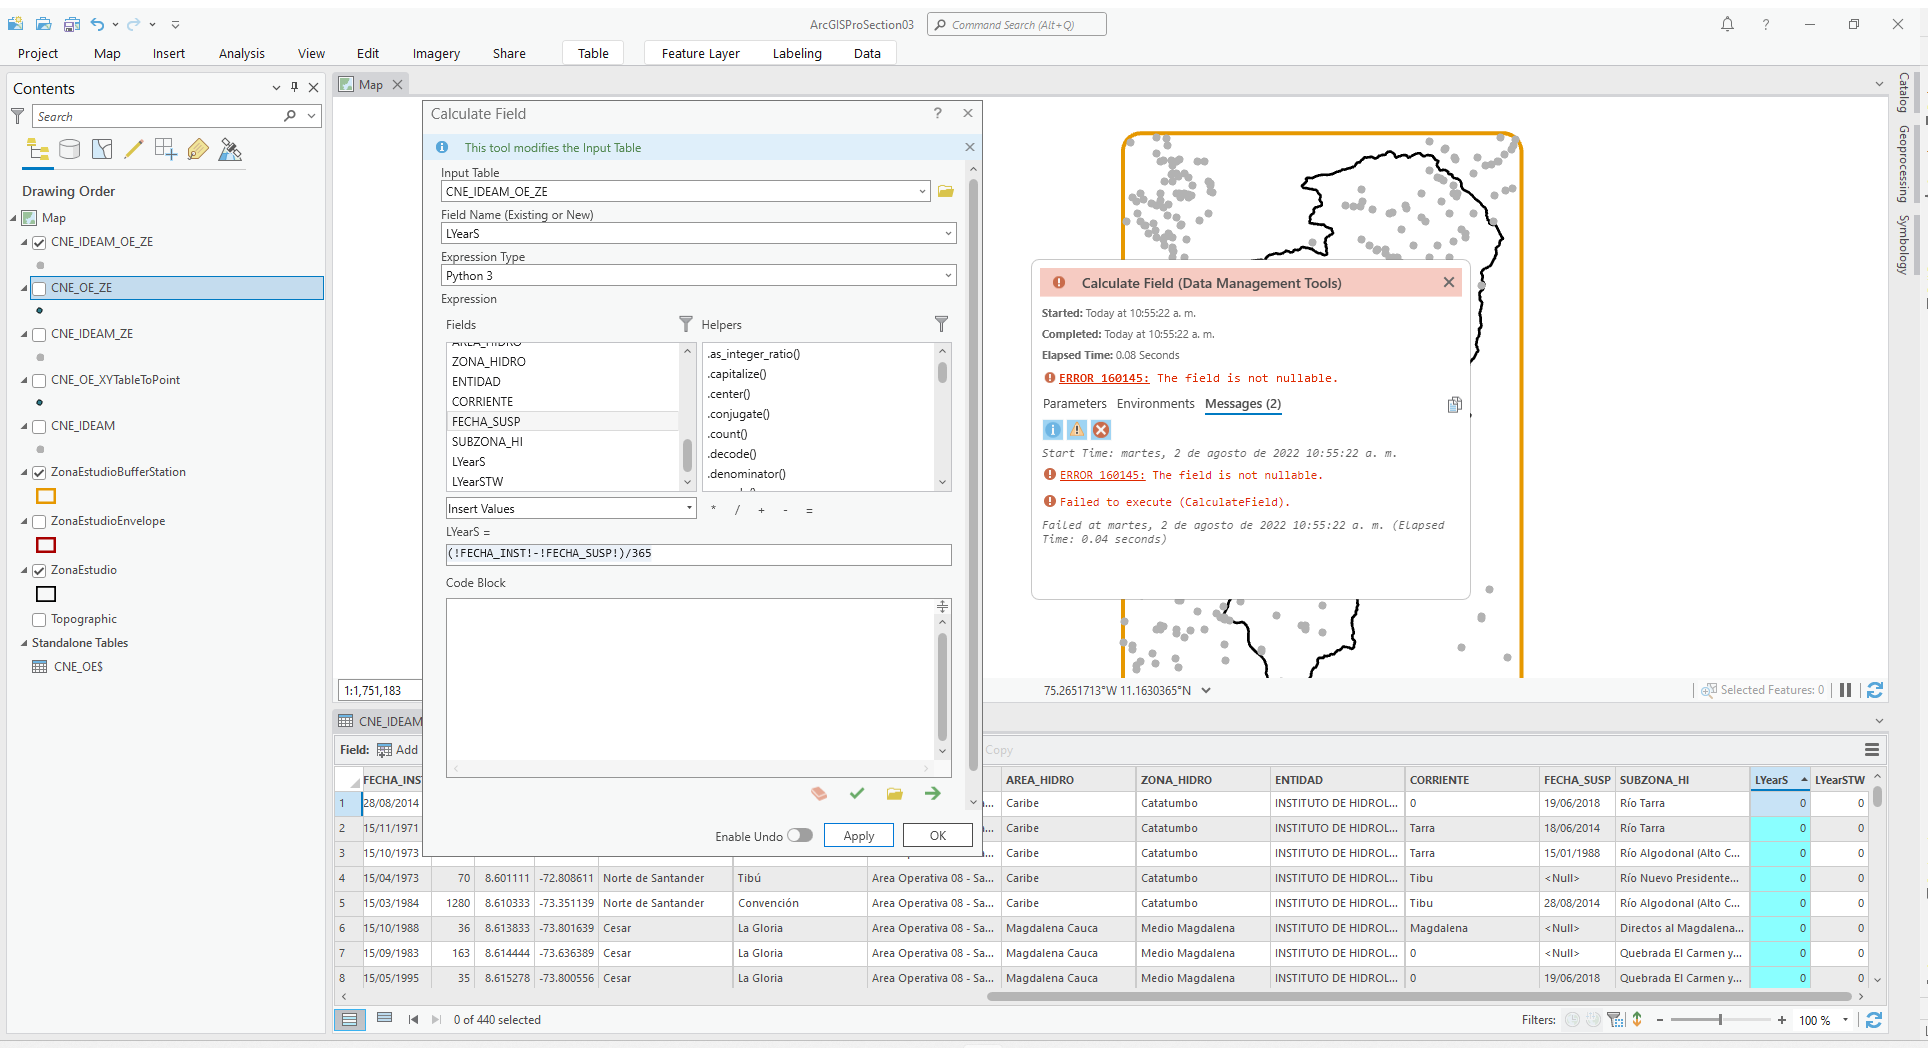 ArcGISProSection03
Command Search (Alt+Q)
Project Map Insert Analysis View Edit Imagery Share Table Feature Layer Labeling Data
Contents
Search
Drawing Order
Map
CNE_IDEAM_OE_ZE
CNE_OE_ZE
CNE_IDEAM_ZE
CNE_OE_XYTableToPoint
CNE_IDEAM
ZonaEstudioBufferStation
ZonaEstudioEnvelope
ZonaEstudio
Topographic
Standalone Tables
CNE_OE$
Map
Calculate Field
This tool modifies the Input Table
Input Table
CNE_IDEAM_OE_ZE
Field Name (Existing or New)
LYearS
Expression Type
Python 3
Expression
Fields
Helpers
AREA_HIDRO
ZONA_HIDRO
ENTIDAD
CORRIENTE
FECHA_SUSP
SUBZONA_HI
LYearS
LYearSTW
.as_integer_ratio()
.capitalize()
.center()
.conjugate()
.count()
.decode()
.denominator()
Insert Values * / + - =
LYearS =
(!FECHA_INST!-!FECHA_SUSP!)/365
Code Block
Enable Undo Apply OK
Calculate Field (Data Management Tools)
Started: Today at 10:55:22 a. m.
Completed: Today at 10:55:22 a. m.
Elapsed Time: 0.08 Seconds
ERROR 160145: The field is not nullable.
Parameters Environments Messages (2)
Start Time: martes, 2 de agosto de 2022 10:55:22 a. m.
ERROR 160145: The field is not nullable.
Failed to execute (CalculateField).
Failed at martes, 2 de agosto de 2022 10:55:22 a. m. (Elapsed
Time: 0.04 seconds)
Catalog
Geoprocessing
Symbology
1:1,751,183
75.2651713°W 11.1630365°N
Selected Features: 0
CNE_IDEAM
Field: Add
Copy
FECHA_INS AREA_HIDRO ZONA_HIDRO ENTIDAD CORRIENTE FECHA_SUSP SUBZONA_HI LYearS LYearSTW
1 28/08/2014 Caribe Catatumbo INSTITUTO DE HIDROL... 0 19/06/2018 Río Tarra 0 0
2 15/11/1971 Caribe Catatumbo INSTITUTO DE HIDROL... Tarra 18/06/2014 Río Tarra 0 0
3 15/10/1973 Caribe Catatumbo INSTITUTO DE HIDROL... Tarra 15/01/1988 Río Algodonal (Alto C... 0 0
4 15/04/1973 70 8.601111 -72.808611 Norte de Santander Tibú Area Operativa 08 - Sa... Caribe Catatumbo INSTITUTO DE HIDROL... Tibu <Null> Río Nuevo Presidente... 0 0
5 15/03/1984 1280 8.610333 -73.351139 Norte de Santander Convención Area Operativa 08 - Sa... Caribe Catatumbo INSTITUTO DE HIDROL... Tibu 28/08/2014 Río Algodonal (Alto C... 0 0
6 15/10/1988 36 8.613833 -73.801639 Cesar La Gloria Area Operativa 08 - Sa... Magdalena Cauca Medio Magdalena INSTITUTO DE HIDROL... Magdalena <Null> Directos al Magdalena... 0 0
7 15/09/1983 163 8.614444 -73.636389 Cesar La Gloria Area Operativa 08 - Sa... Magdalena Cauca Medio Magdalena INSTITUTO DE HIDROL... 0 <Null> Quebrada El Carmen y... 0 0
8 15/05/1995 35 8.615278 -73.800556 Cesar La Gloria Area Operativa 08 - Sa... Magdalena Cauca Medio Magdalena INSTITUTO DE HIDROL... 0 19/06/2018 Quebrada El Carmen y... 0 0
0 of 440 selected
Filters: - + 100 %